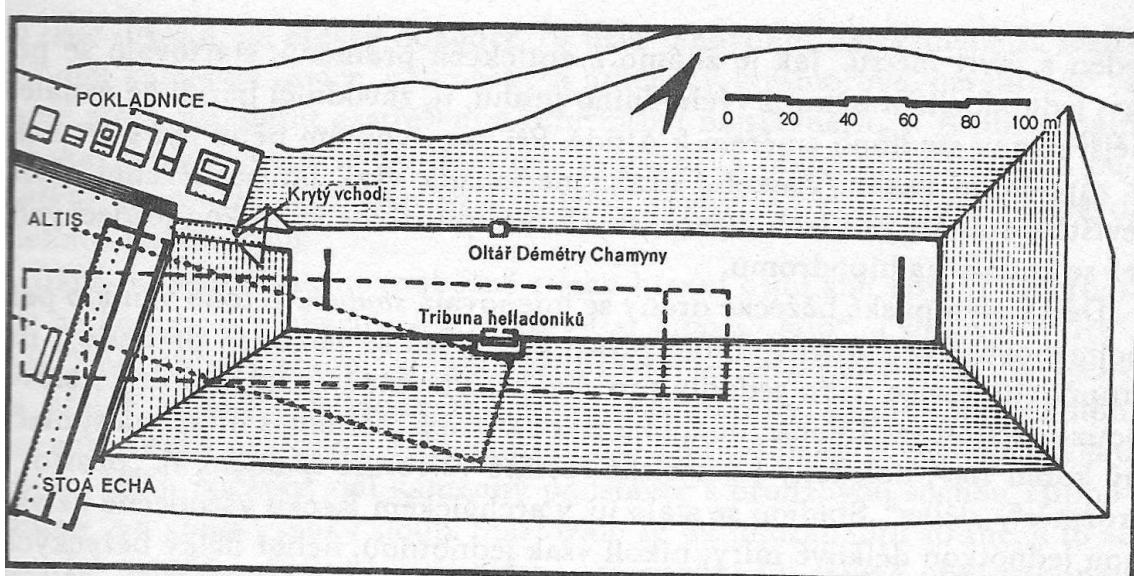 POKLADNICE
0 20 40 60 80 100 m
Krytý vchod
ALTIS
Oltář Démétry Chamyny
Tribuna helladoniků
STOA ECHA